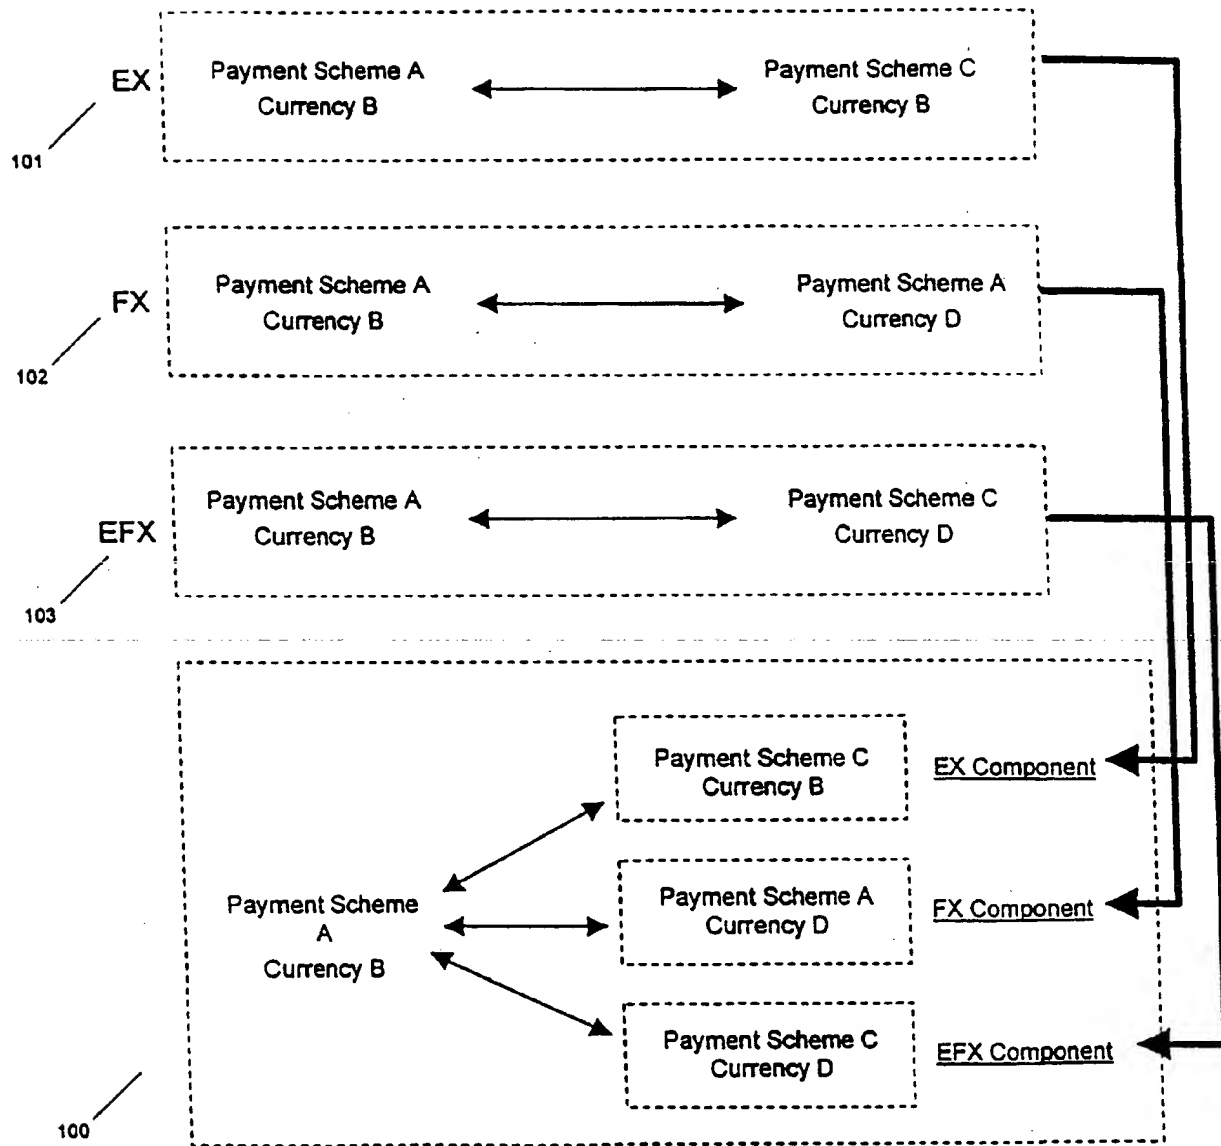 EX
Payment Scheme A
Currency B
Payment Scheme C
Currency B
101
FX
Payment Scheme A
Currency B
Payment Scheme A
Currency D
102
EFX
Payment Scheme A
Currency B
Payment Scheme C
Currency D
103
Payment Scheme C
Currency B
EX Component
Payment Scheme
A
Currency B
Payment Scheme A
Currency D
FX Component
Payment Scheme C
Currency D
EFX Component
100